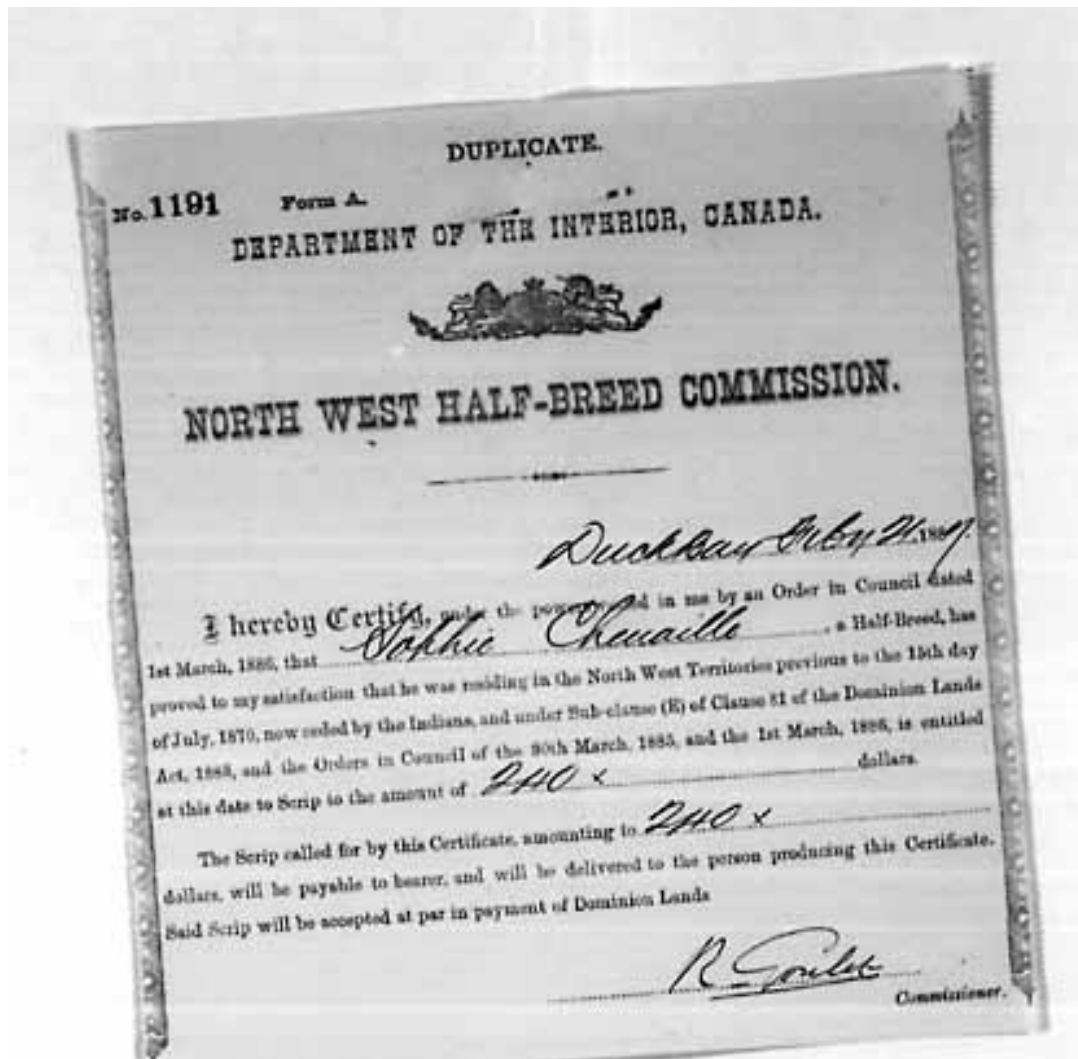 DUPLICATE.
No. 1191 Form A.
DEPARTMENT OF THE INTERIOR, CANADA.
NORTH WEST HALF-BREED COMMISSION.
Duckbay Feby 21, 1887.
I hereby Certify, under the powers vested in me by an Order in Council dated
1st March, 1886, that Sophie Chenaille, a Half-Breed, has
proved to my satisfaction that he was residing in the North West Territories previous to the 15th day
of July, 1870, now ceded by the Indians, and under Sub-clause (E) of Clause 81 of the Dominion Lands
Act, 1883, and the Orders in Council of the 30th March, 1885, and the 1st March, 1886, is entitled
at this date to Scrip to the amount of 240 x dollars.
The Scrip called for by this Certificate, amounting to 240 x
dollars, will be payable to bearer, and will be delivered to the person producing this Certificate.
Said Scrip will be accepted at par in payment of Dominion Lands
R. Goulet
Commissioner.